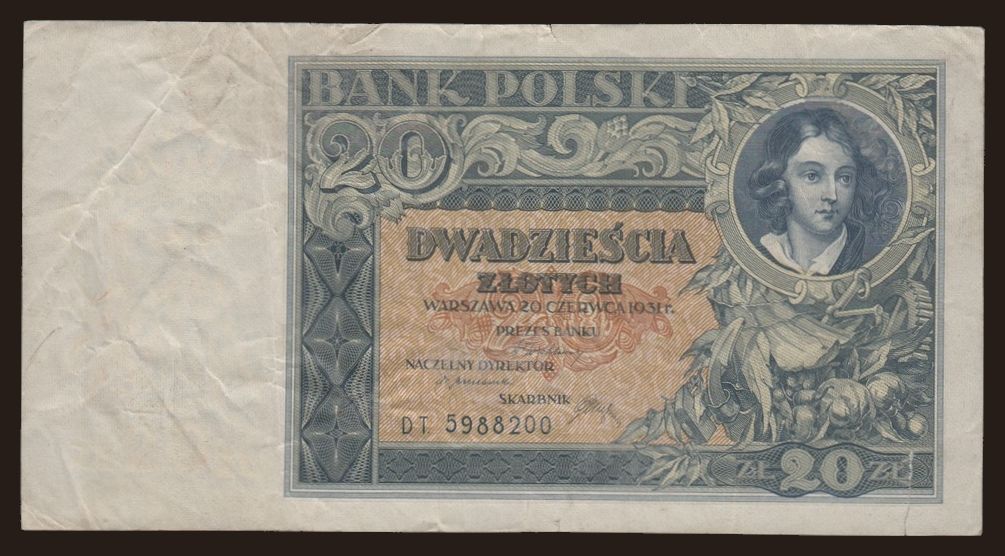 BANK POLSKI
20
DWADZIEŚCIA
ZŁOTYCH
WARSZAWA 20 CZERWCA 1931 r.
PREZES BANKU
NACZELNY DYREKTOR
SKARBNIK
DT. 5988200
ZŁ 20 ZŁ